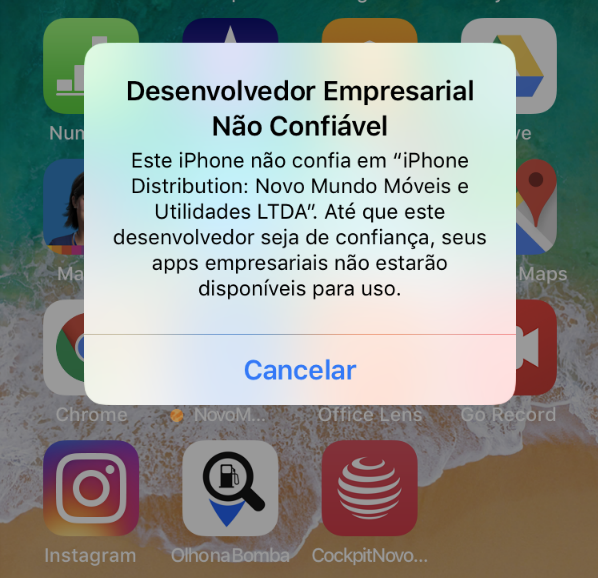 Desenvolvedor Empresarial
Não Confiável
Este iPhone não confia em “iPhone
Distribution: Novo Mundo Móveis e
Utilidades LTDA”. Até que este
desenvolvedor seja de confiança, seus
apps empresariais não estarão
disponíveis para uso.
Cancelar
Num
ve
Ma
Maps
Chrome
NovoM...
Office Lens
Go Record
Instagram
OlhonaBomba
CockpitNovo...